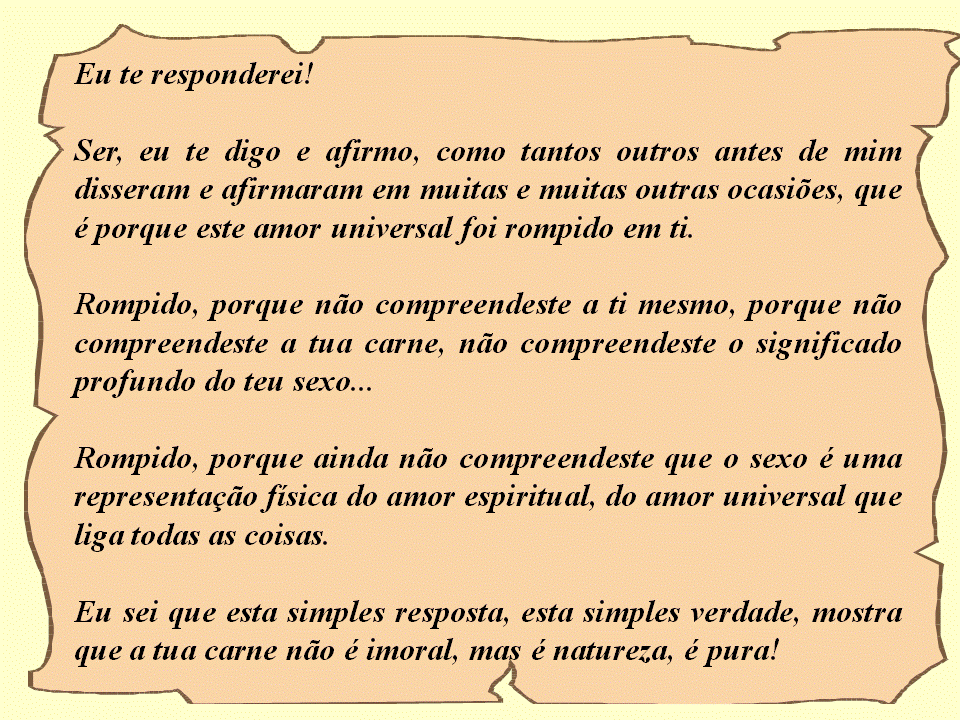 Eu te responderei!
Ser, eu te digo e afirmo, como tantos outros antes de mim
disseram e afirmaram em muitas e muitas outras ocasiões, que
é porque este amor universal foi rompido em ti.
Rompido, porque não compreendeste a ti mesmo, porque não
compreendeste a tua carne, não compreendeste o significado
profundo do teu sexo...
Rompido, porque ainda não compreendeste que o sexo é uma
representação física do amor espiritual, do amor universal que
liga todas as coisas.
Eu sei que esta simples resposta, esta simples verdade, mostra
que a tua carne não é imoral, mas é natureza, é pura!